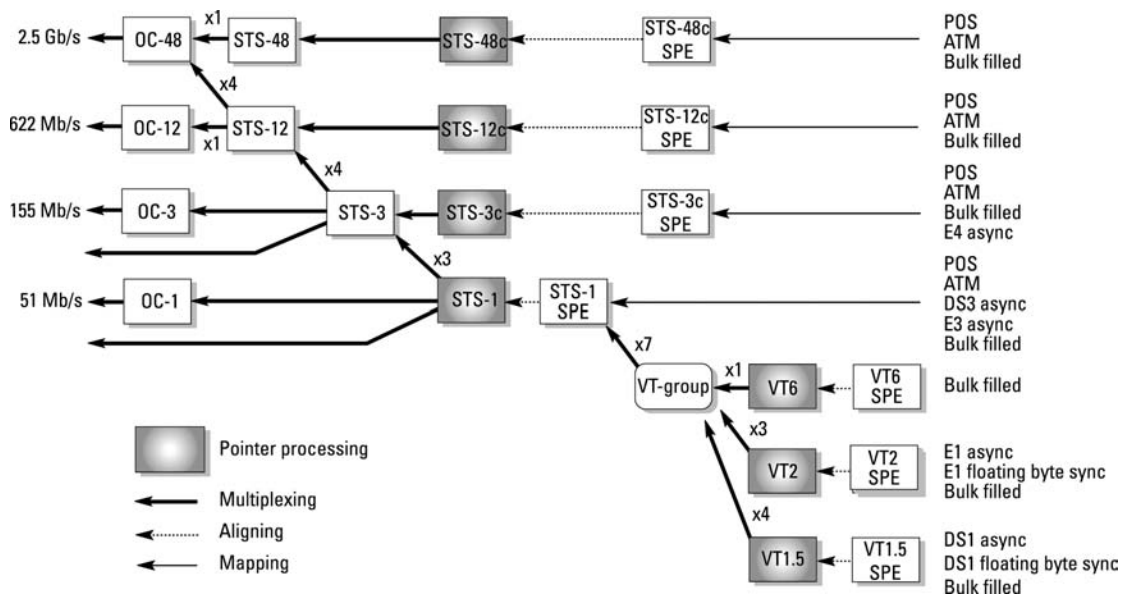 x1
2.5 Gb/s
OC-48
STS-48
STS-48c
STS-48c
SPE
POS
ATM
Bulk filled
x4
622 Mb/s
OC-12
x1
STS-12
STS-12c
STS-12c
SPE
POS
ATM
Bulk filled
x4
155 Mb/s
OC-3
STS-3
STS-3c
STS-3c
SPE
POS
ATM
Bulk filled
E4 async
x3
51 Mb/s
OC-1
STS-1
STS-1
SPE
POS
ATM
DS3 async
E3 async
Bulk filled
x7
VT-group
x1
VT6
VT6
SPE
Bulk filled
x3
VT2
VT2
SPE
E1 async
E1 floating byte sync
Bulk filled
x4
VT1.5
VT1.5
SPE
DS1 async
DS1 floating byte sync
Bulk filled
Pointer processing
Multiplexing
Aligning
Mapping